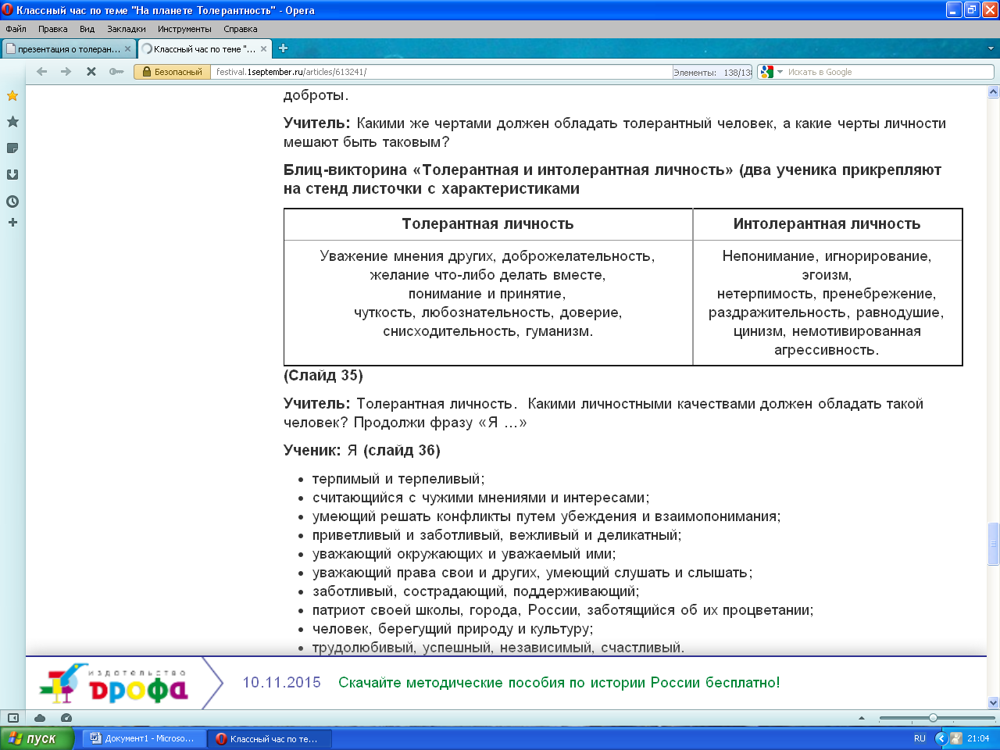 Классный час по теме "На планете Толерантность" - Opera
Файл Правка Вид Закладки Инструменты Справка
презентация о толеран...
Классный час по теме "...
Безопасный
festival.1september.ru/articles/613241/
Элементы: 138/13
Искать в Google
доброты.
Учитель: Какими же чертами должен обладать толерантный человек, а какие черты личности
мешают быть таковым?
Блиц-викторина «Толерантная и интолерантная личность» (два ученика прикрепляют
на стенд листочки с характеристиками
Толерантная личность
Уважение мнения других, доброжелательность,
желание что-либо делать вместе,
понимание и принятие,
чуткость, любознательность, доверие,
снисходительность, гуманизм.
Интолерантная личность
Непонимание, игнорирование,
эгоизм,
нетерпимость, пренебрежение,
раздражительность, равнодушие,
цинизм, немотивированная
агрессивность.
(Слайд 35)
Учитель: Толерантная личность.  Какими личностными качествами должен обладать такой
человек? Продолжи фразу «Я ...»
Ученик: Я (слайд 36)
• терпимый и терпеливый;
• считающийся с чужими мнениями и интересами;
• умеющий решать конфликты путем убеждения и взаимопонимания;
• приветливый и заботливый, вежливый и деликатный;
• уважающий окружающих и уважаемый ими;
• уважающий права свои и других, умеющий слушать и слышать;
• заботливый, сострадающий, поддерживающий;
• патриот своей школы, города, России, заботящийся об их процветании;
• человек, берегущий природу и культуру;
• трудолюбивый, успешный, независимый, счастливый.
издательство
дрофа
10.11.2015 Скачайте методические пособия по истории России бесплатно!
пуск
Документ1 - Microso...
Классный час по те...
RU
21:04